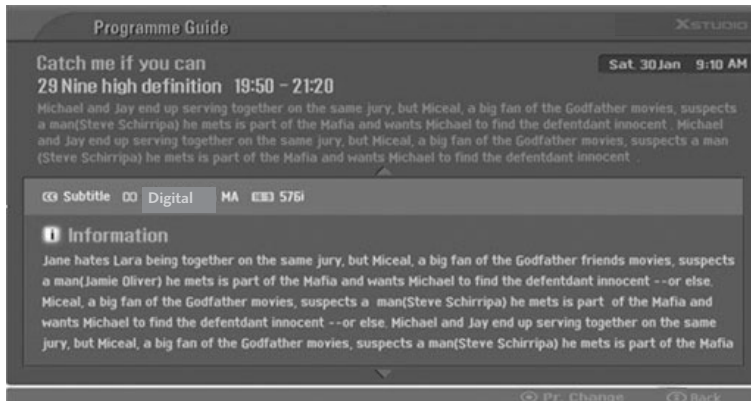 Programme Guide
XSTUDIO
Catch me if you can
Sat. 30 Jan 9:10 AM
29 Nine high definition 19:50 - 21:20
Michael and Jay end up serving together on the same jury, but Miceal, a big fan of the Godfather movies, suspects
a man(Steve Schirripa) he mets is part of the Mafia and wants Michael to find the defentdant innocent . Michael
and Jay end up serving together on the same jury, but Miceal, a big fan of the Godfather movies, suspects a man
(Steve Schirripa) he mets is part of the Mafia and wants Michael to find the defentdant innocent .
CC Subtitle Digital MA 16:9 576i
i Information
Jane hates Lara being together on the same jury, but Miceal, a big fan of the Godfather friends movies, suspects
a man(Jamie Oliver) he mets is part of the Mafia and wants Michael to find the defentdant innocent --or else.
Miceal, a big fan of the Godfather movies, suspects a man(Steve Schirripa) he mets is part of the Mafia and
wants Michael to find the defentdant innocent --or else. Michael and Jay end up serving together on the same
jury, but Miceal, a big fan of the Godfather movies, suspects a man(Steve Schirripa) he mets is part of the Mafia
Pr. Change i Back